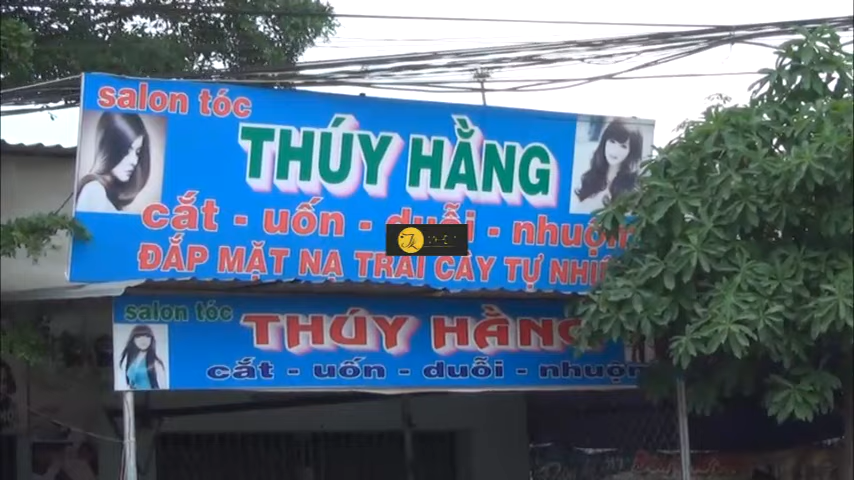 salon tóc
THÚY HẰNG
cắt - uốn - duỗi - nhuộm
ĐẮP MẶT NẠ TRÁI CÂY TỰ NHIÊN
salon tóc
THÚY HẰNG
cắt - uốn - duỗi - nhuộm